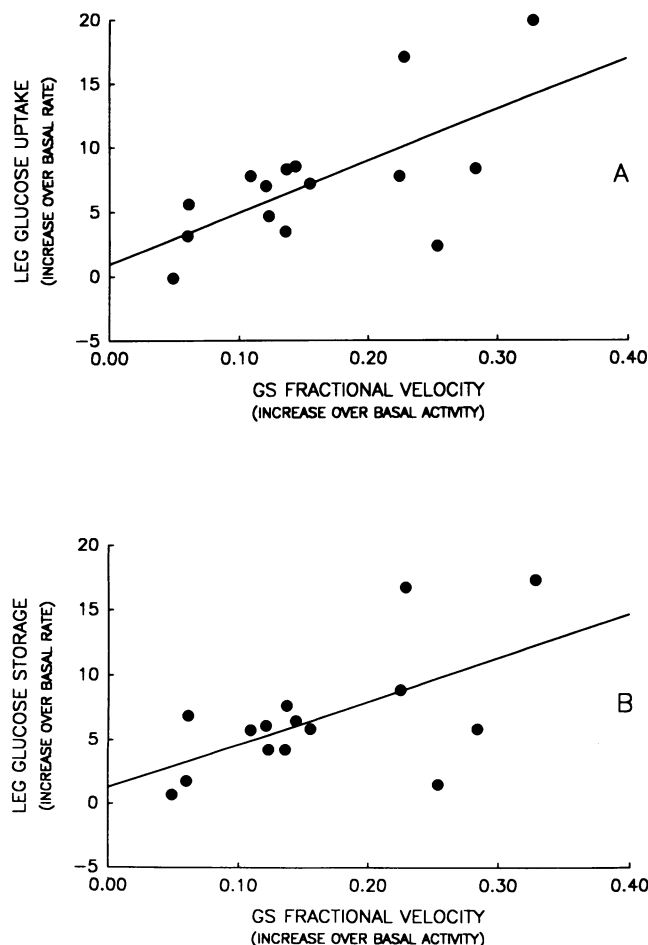 20
15
10
5
0
−5
LEG GLUCOSE UPTAKE
(INCREASE OVER BASAL RATE)
A
0.00 0.10 0.20 0.30 0.40
GS FRACTIONAL VELOCITY
(INCREASE OVER BASAL ACTIVITY)
20
15
10
5
0
−5
LEG GLUCOSE STORAGE
(INCREASE OVER BASAL RATE)
B
0.00 0.10 0.20 0.30 0.40
GS FRACTIONAL VELOCITY
(INCREASE OVER BASAL ACTIVITY)